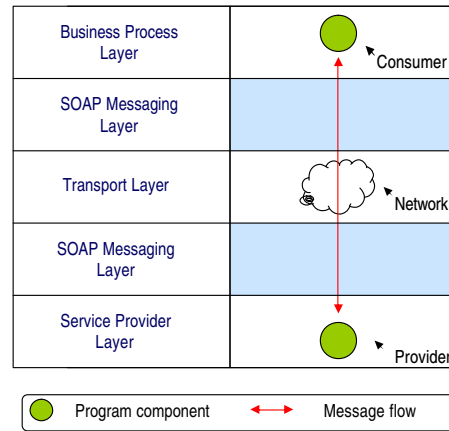 Business Process
Layer
Consumer
SOAP Messaging
Layer
Transport Layer
Network
SOAP Messaging
Layer
Service Provider
Layer
Provider
Program component
Message flow